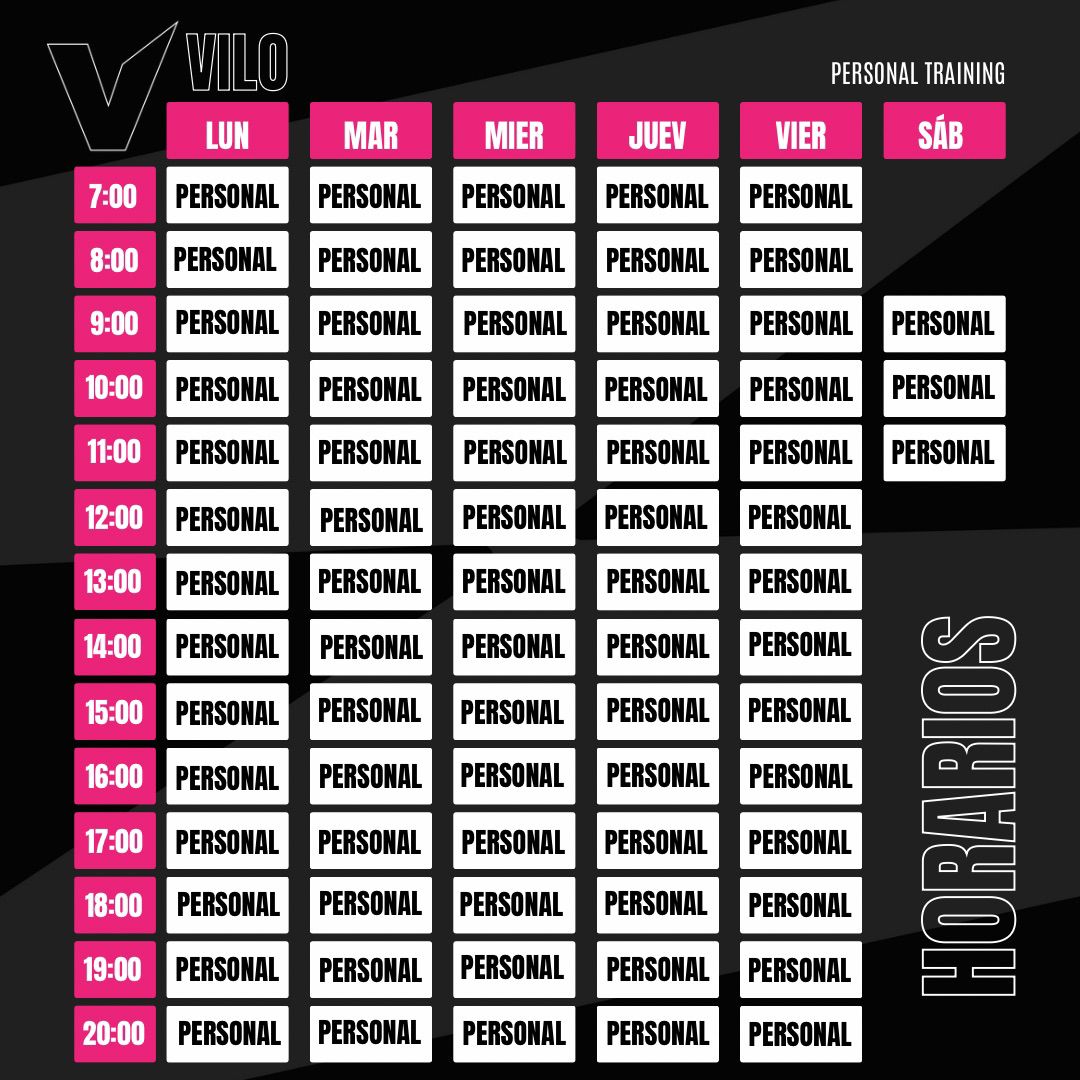 VILO
PERSONAL TRAINING
LUN MAR MIER JUEV VIER SÁB
7:00 PERSONAL PERSONAL PERSONAL PERSONAL PERSONAL
8:00 PERSONAL PERSONAL PERSONAL PERSONAL PERSONAL
9:00 PERSONAL PERSONAL PERSONAL PERSONAL PERSONAL PERSONAL
10:00 PERSONAL PERSONAL PERSONAL PERSONAL PERSONAL PERSONAL
11:00 PERSONAL PERSONAL PERSONAL PERSONAL PERSONAL PERSONAL
12:00 PERSONAL PERSONAL PERSONAL PERSONAL PERSONAL
13:00 PERSONAL PERSONAL PERSONAL PERSONAL PERSONAL
14:00 PERSONAL PERSONAL PERSONAL PERSONAL PERSONAL
15:00 PERSONAL PERSONAL PERSONAL PERSONAL PERSONAL
16:00 PERSONAL PERSONAL PERSONAL PERSONAL PERSONAL
17:00 PERSONAL PERSONAL PERSONAL PERSONAL PERSONAL
18:00 PERSONAL PERSONAL PERSONAL PERSONAL PERSONAL
19:00 PERSONAL PERSONAL PERSONAL PERSONAL PERSONAL
20:00 PERSONAL PERSONAL PERSONAL PERSONAL PERSONAL
HORARIOS